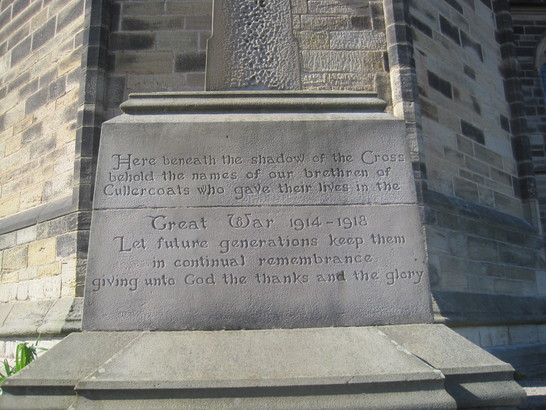 Here beneath the shadow of the Cross
behold the names of our brethren of
Cullercoats who gave their lives in the
Great War 1914-1918
Let future generations keep them
in continual remembrance
giving unto God the thanks and the glory